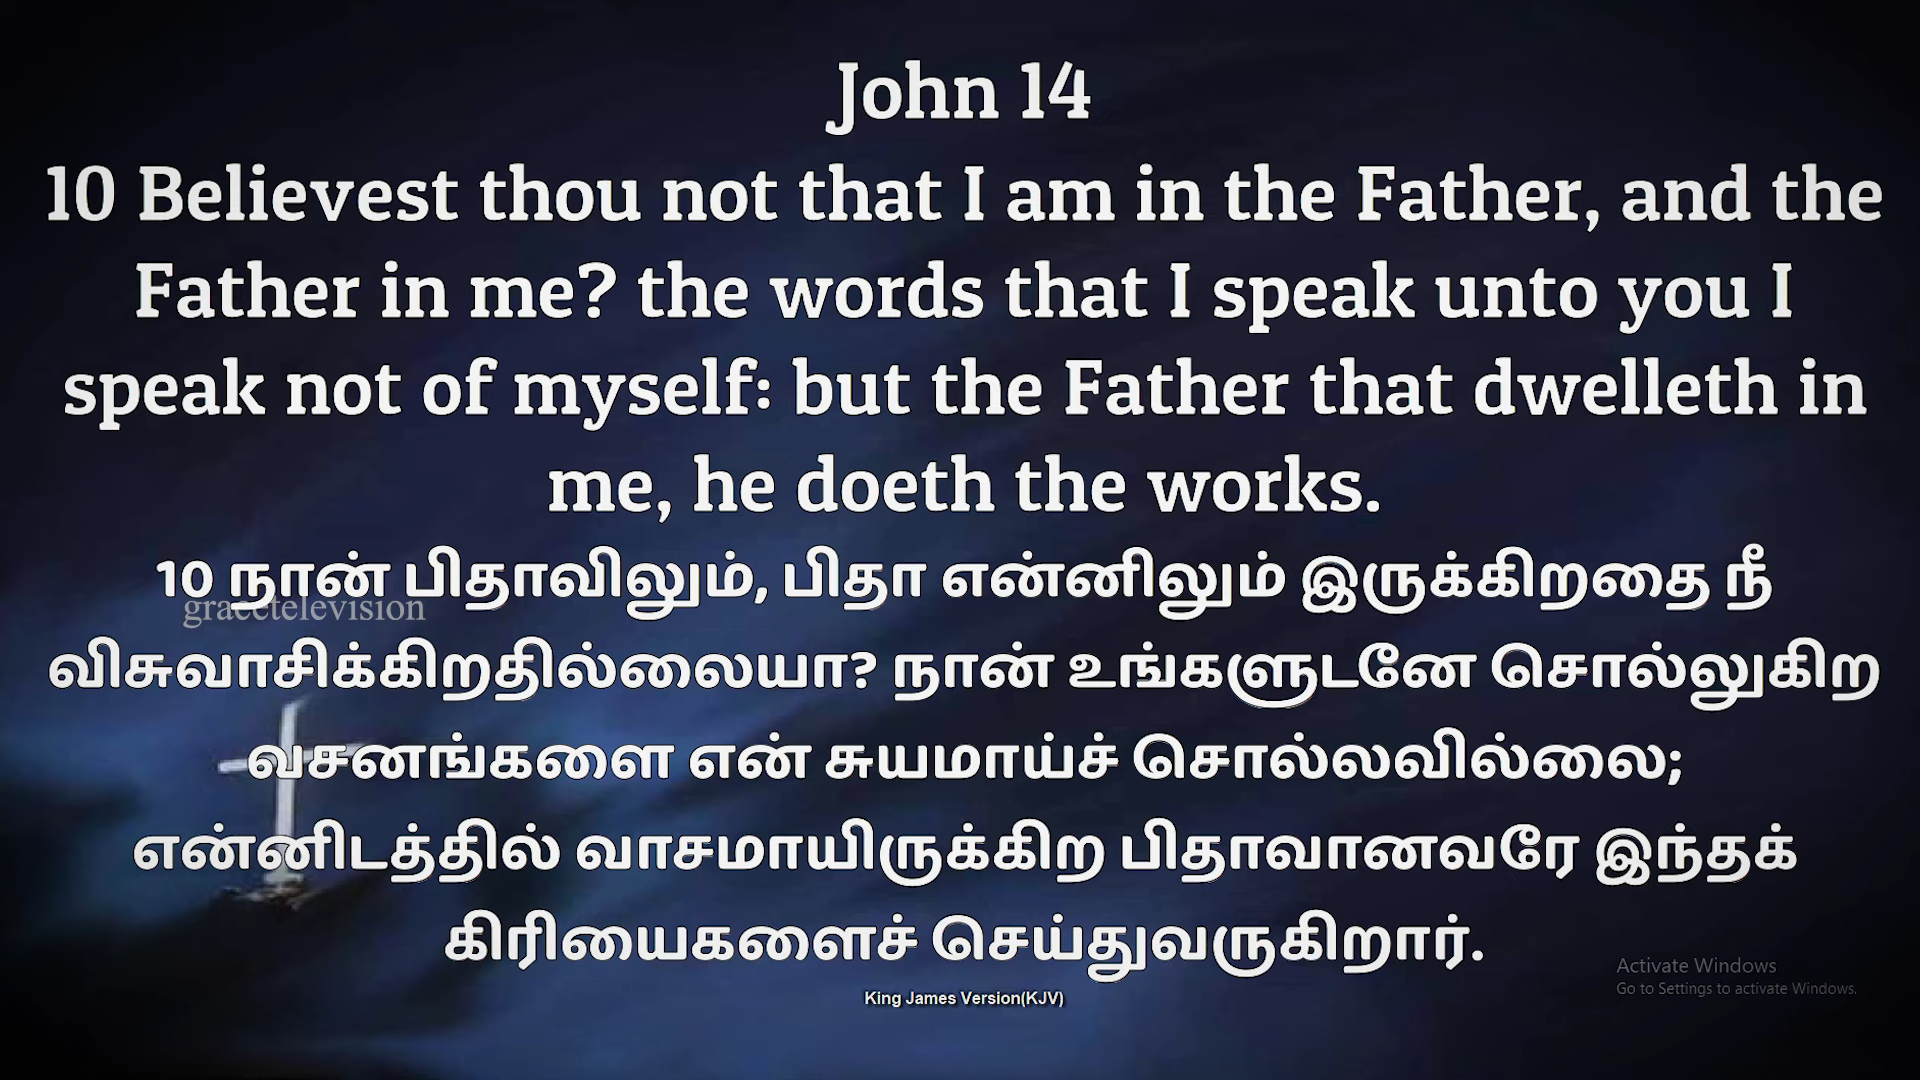 John 14
10 Believest thou not that I am in the Father, and the
Father in me? the words that I speak unto you I
speak not of myself: but the Father that dwelleth in
me, he doeth the works.
10 நான் பிதாவிலும், பிதா என்னிலும் இருக்கிறதை நீ
gracetelevision
விசுவாசிக்கிறதில்லையா? நான் உங்களுடனே சொல்லுகிற
வசனங்களை என் சுயமாய்ச் சொல்லவில்லை;
என்னிடத்தில் வாசமாயிருக்கிற பிதாவானவரே இந்தக்
கிரியைகளைச் செய்துவருகிறார்.
Activate Windows
Go to Settings to activate Windows.
King James Version(KJV)